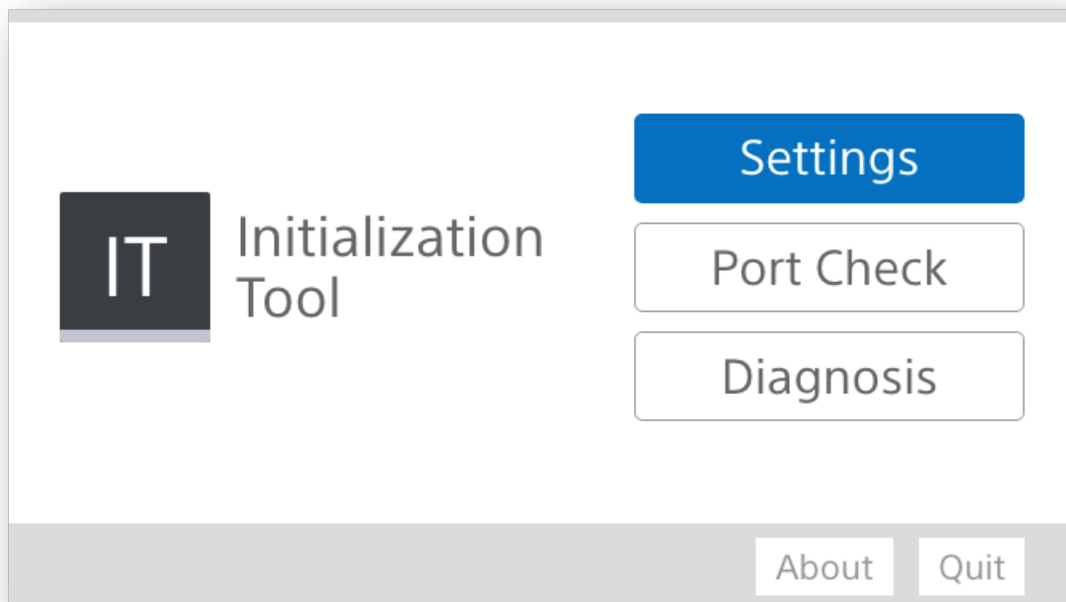 IT
Initialization
Tool
Settings
Port Check
Diagnosis
About
Quit